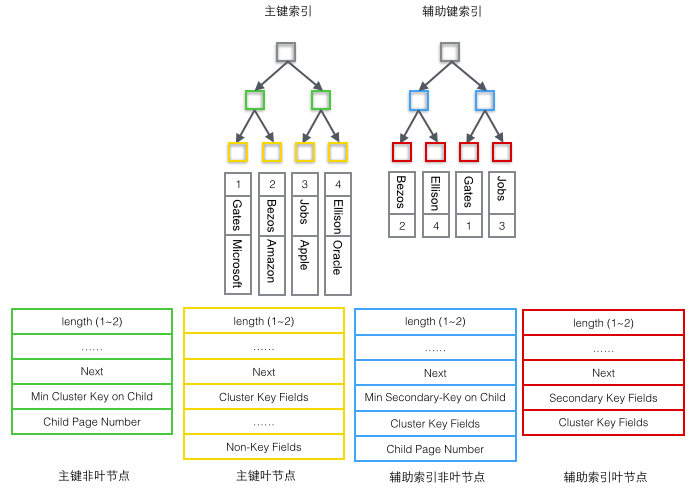 主键索引
辅助键索引
1
2
3
4
Gates
Bezos
Jobs
Ellison
Microsoft
Amazon
Apple
Oracle
Bezos
Ellison
Gates
Jobs
2
4
1
3
length (1~2)
......
Next
Min Cluster Key on Child
Child Page Number
主键非叶节点
length (1~2)
......
Next
Cluster Key Fields
......
Non-Key Fields
主键叶节点
length (1~2)
......
Next
Min Secondary-Key on Child
Cluster Key Fields
Child Page Number
辅助索引非叶节点
length (1~2)
......
Next
Secondary Key Fields
Cluster Key Fields
辅助索引叶节点